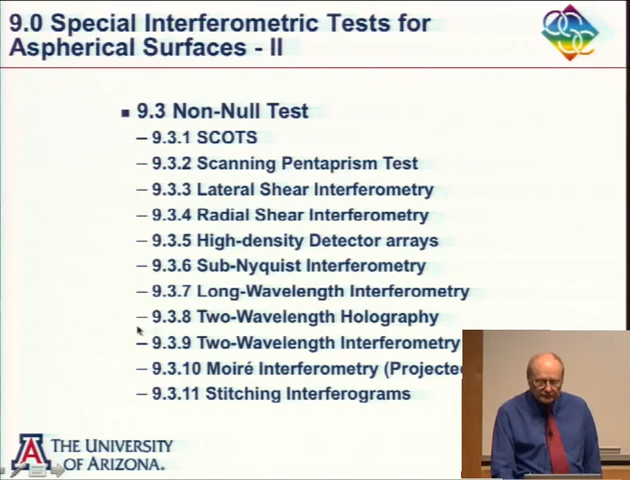 9.0 Special Interferometric Tests for
Aspherical Surfaces - II
9.3 Non-Null Test
– 9.3.1 SCOTS
– 9.3.2 Scanning Pentaprism Test
– 9.3.3 Lateral Shear Interferometry
– 9.3.4 Radial Shear Interferometry
– 9.3.5 High-density Detector arrays
– 9.3.6 Sub-Nyquist Interferometry
– 9.3.7 Long-Wavelength Interferometry
– 9.3.8 Two-Wavelength Holography
– 9.3.9 Two-Wavelength Interferometry
– 9.3.10 Moiré Interferometry (Projecte
– 9.3.11 Stitching Interferograms
A THE UNIVERSITY
OF ARIZONA.